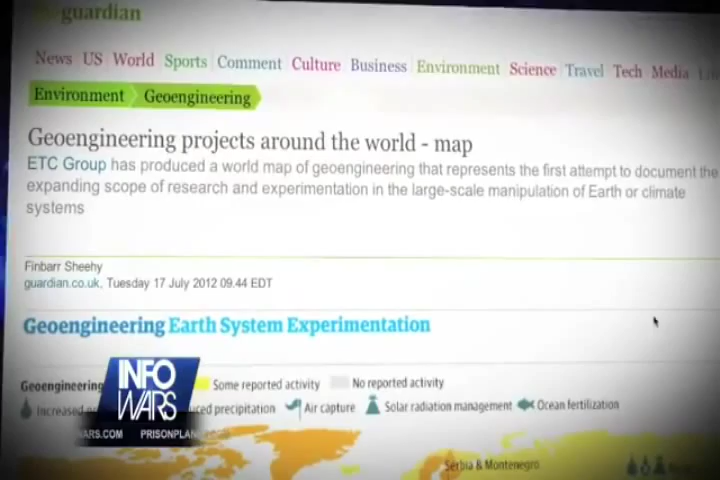 guardian
News US World Sports Comment Culture Business Environment Science Travel Tech Media
Environment Geoengineering
Geoengineering projects around the world - map
ETC Group has produced a world map of geoengineering that represents the first attempt to document the
expanding scope of research and experimentation in the large-scale manipulation of Earth or climate
systems
Finbarr Sheehy
guardian.co.uk, Tuesday 17 July 2012 09.44 EDT
Geoengineering Earth System Experimentation
Geoengineering Some reported activity No reported activity
Increased precipitation Air capture Solar radiation management Ocean fertilization
INFO
WARS
WARS.COM PRISONPLAN
Serbia & Montenegro